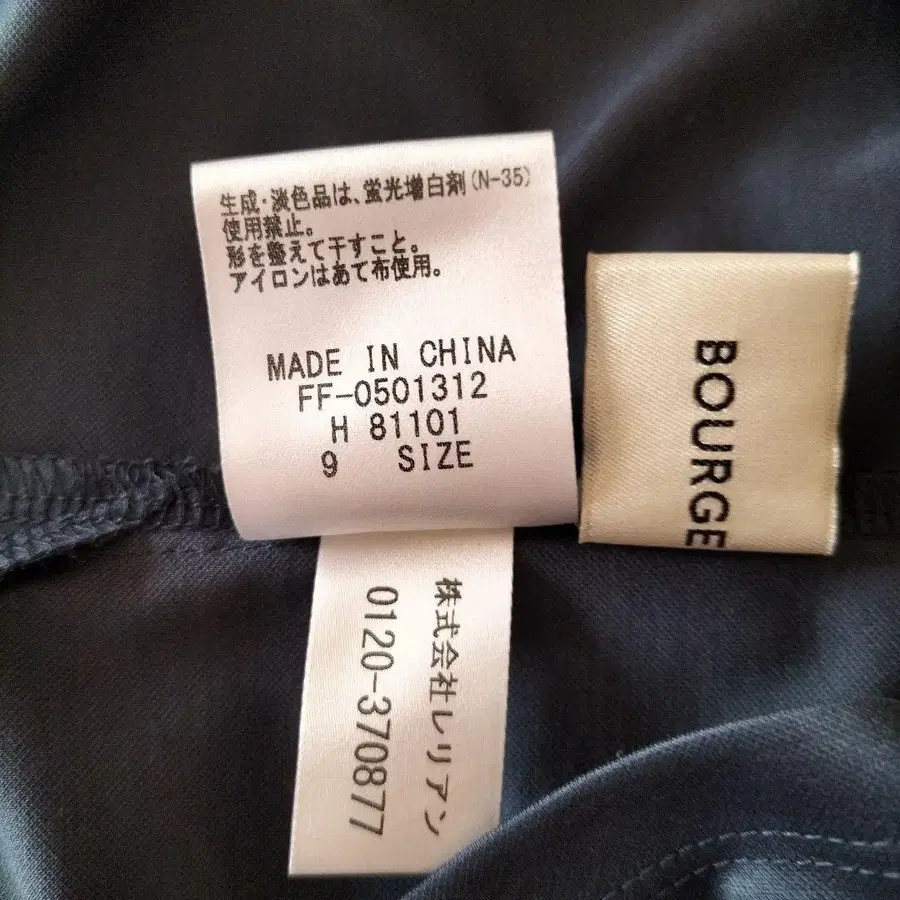 生成・淡色品は、蛍光増白剤(N-35)
使用禁止。
形を整えて干すこと。
アイロンはあて布使用。
MADE IN CHINA
FF-0501312
H 81101
9 SIZE
株式会社レリアン
0120-370877
BOURGE